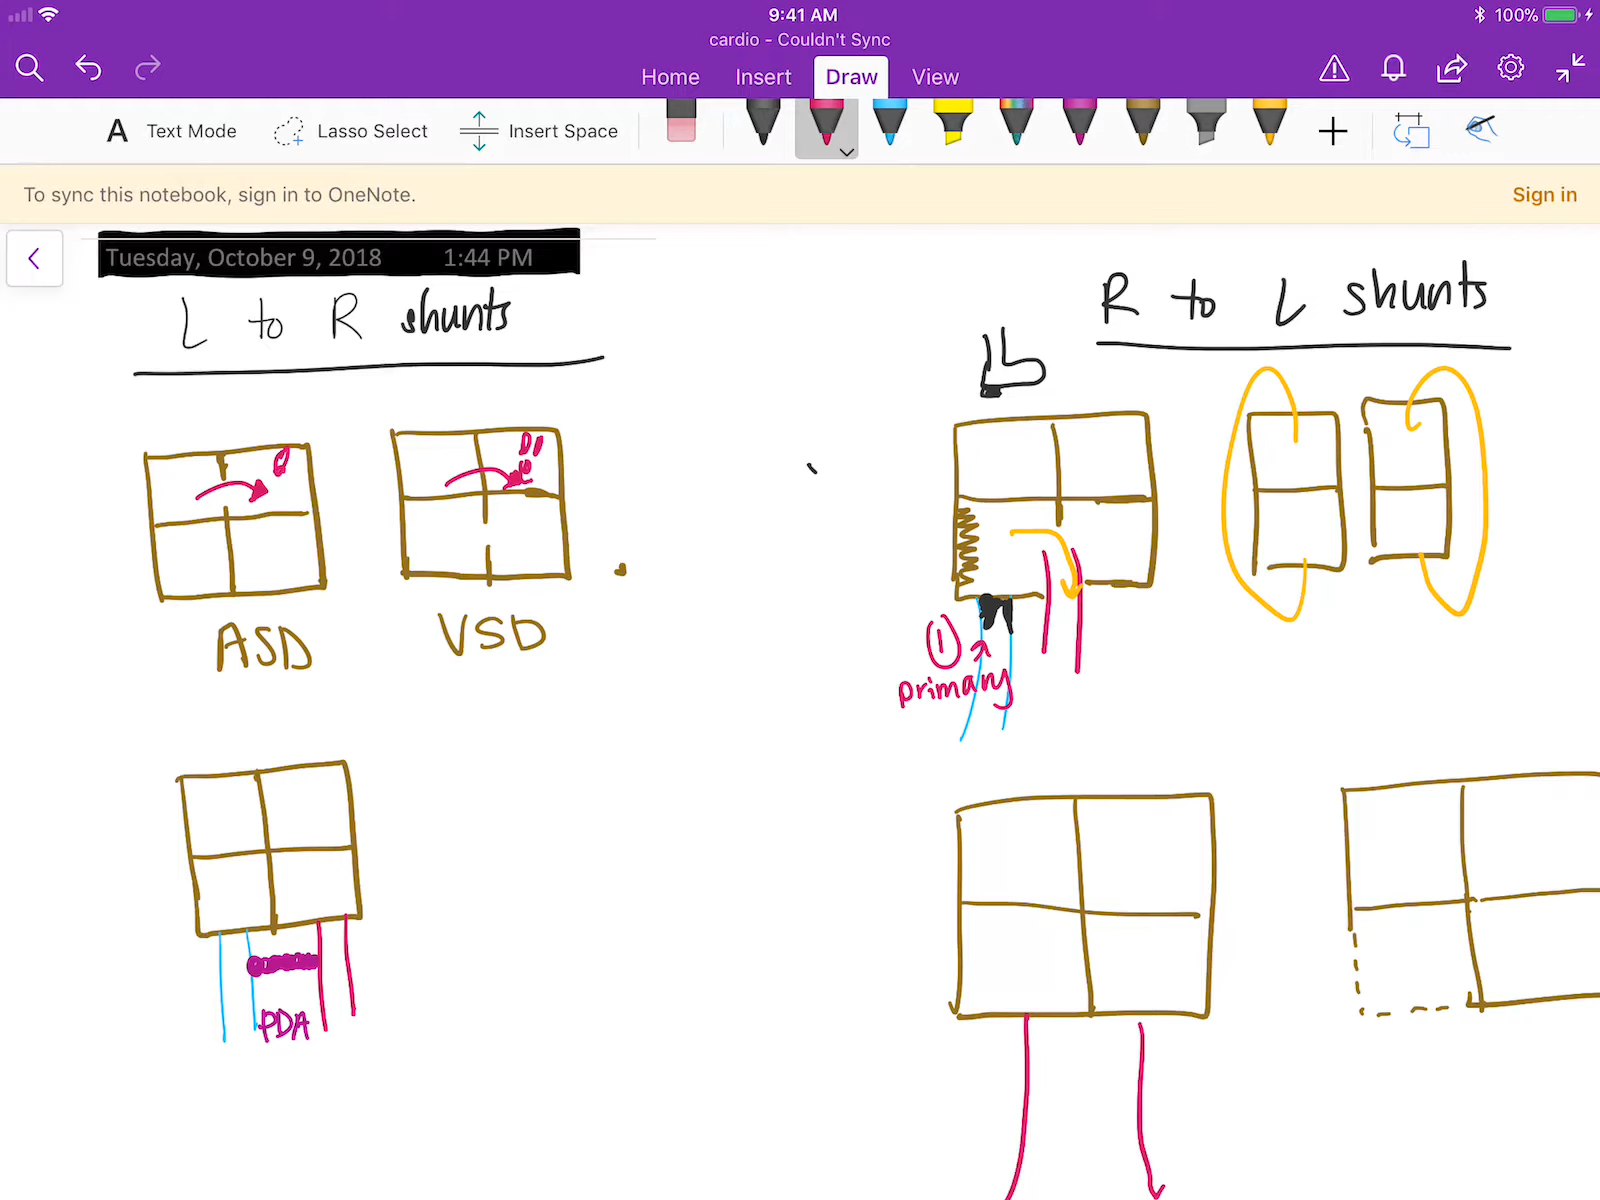 9:41 AM
100%
cardio - Couldn't Sync
Home Insert Draw View
Text Mode Lasso Select Insert Space
To sync this notebook, sign in to OneNote.
Sign in
Tuesday, October 9, 2018 1:44 PM
L to R shunts
R to L shunts
ASD
VSD
1
primary
PDA